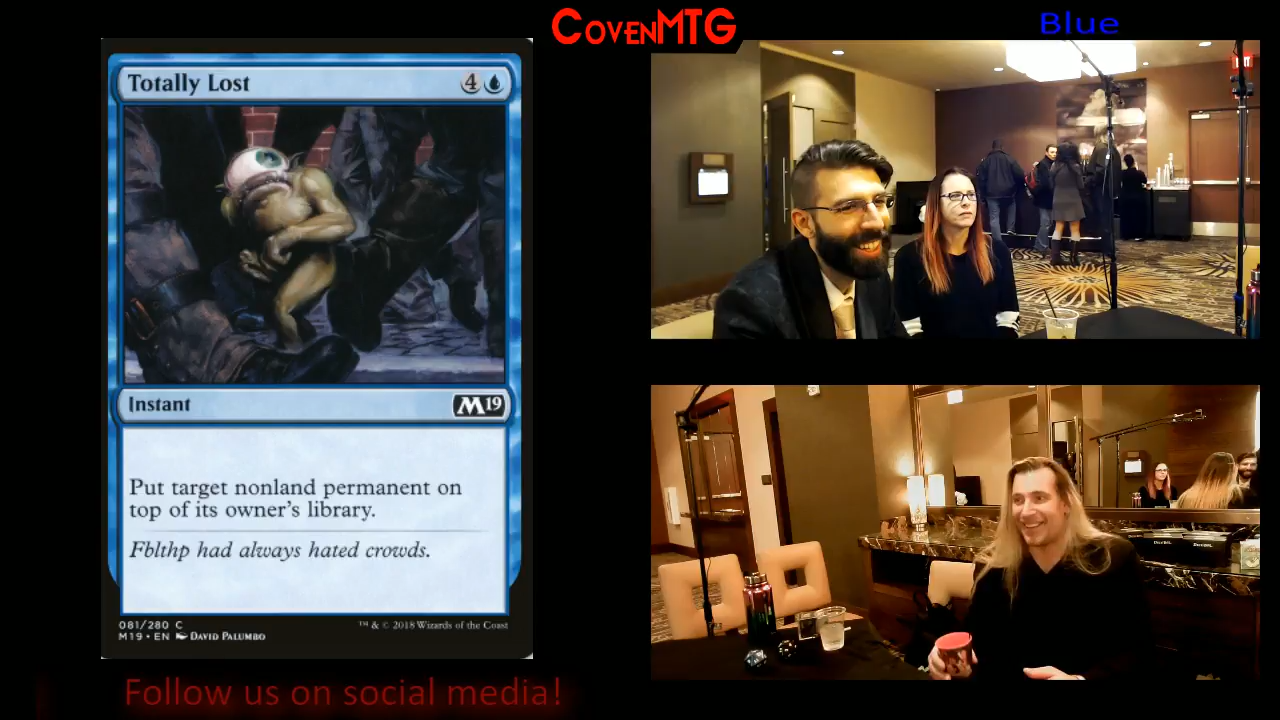 CovenMTG
Blue
Totally Lost
4
Instant
M19
Put target nonland permanent on
top of its owner's library.
Fblthp had always hated crowds.
081/280 C
M19 • EN David Palumbo
™ & © 2018 Wizards of the Coast
Follow us on social media!